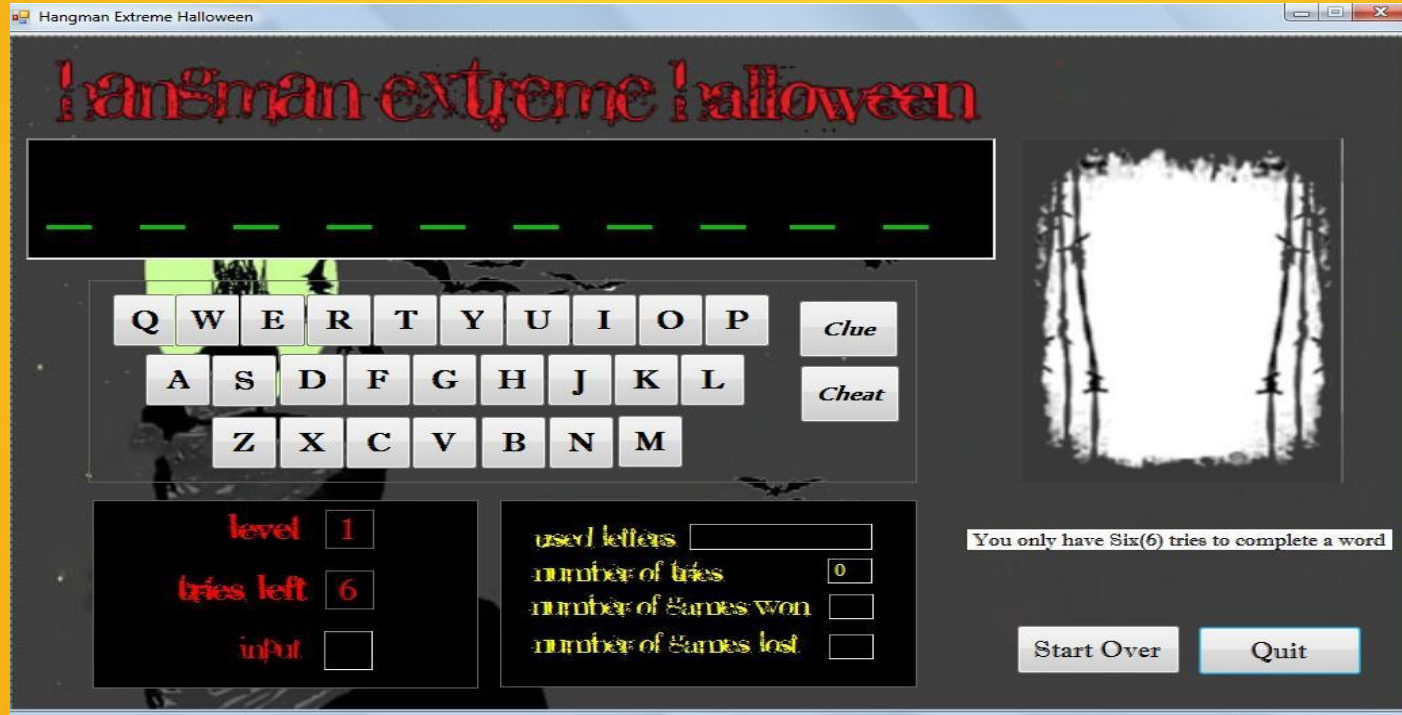 Hangman Extreme Halloween
hangman extreme halloween
Q W E R T Y U I O P
Clue
A S D F G H J K L
Cheat
Z X C V B N M
level 1
tries left 6
input
used letters
number of tries 0
number of games won
number of games lost
You only have Six(6) tries to complete a word
Start Over
Quit